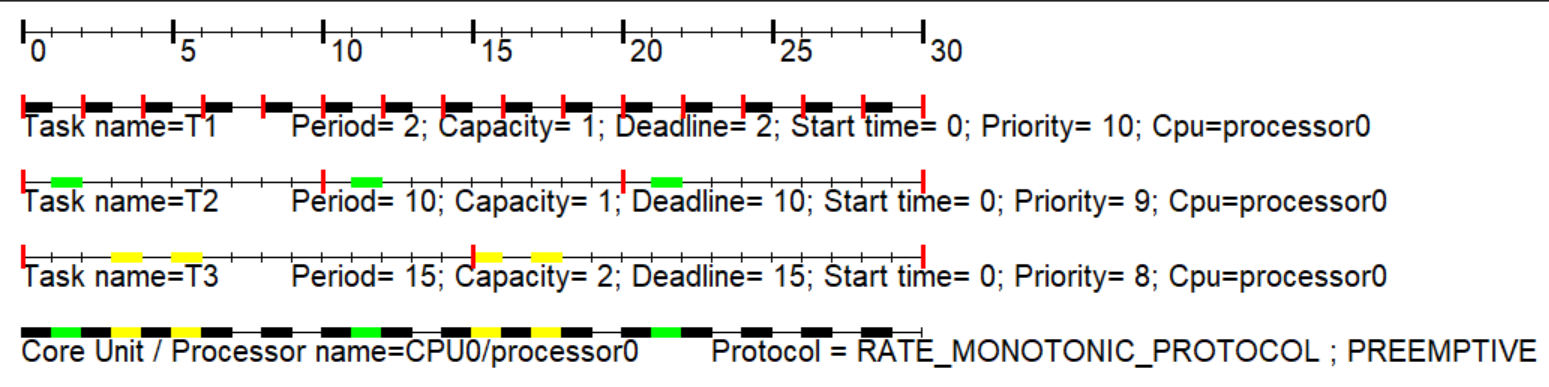 0 5 10 15 20 25 30
Task name=T1 Period= 2; Capacity= 1; Deadline= 2; Start time= 0; Priority= 10; Cpu=processor0
Task name=T2 Period= 10; Capacity= 1; Deadline= 10; Start time= 0; Priority= 9; Cpu=processor0
Task name=T3 Period= 15; Capacity= 2; Deadline= 15; Start time= 0; Priority= 8; Cpu=processor0
Core Unit / Processor name=CPU0/processor0 Protocol = RATE_MONOTONIC_PROTOCOL ; PREEMPTIVE